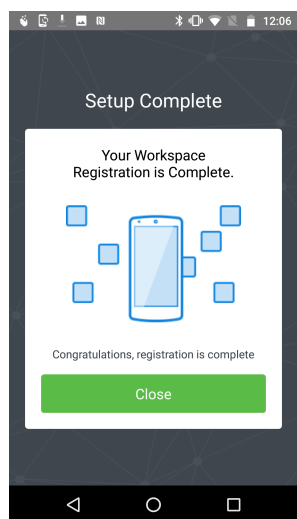 12:06
Setup Complete
Your Workspace
Registration is Complete.
Congratulations, registration is complete
Close